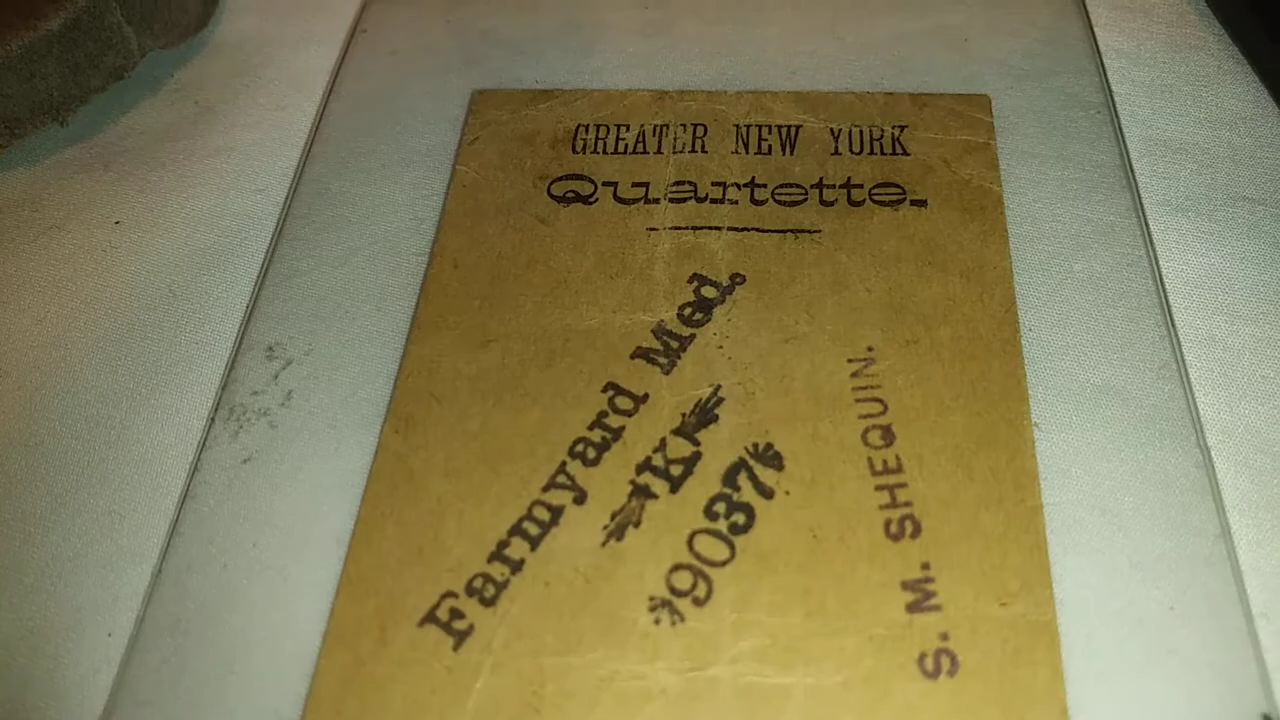 GREATER NEW YORK
Quartette.
Farmyard Med.
K
9037
S. M. SHEQUIN.